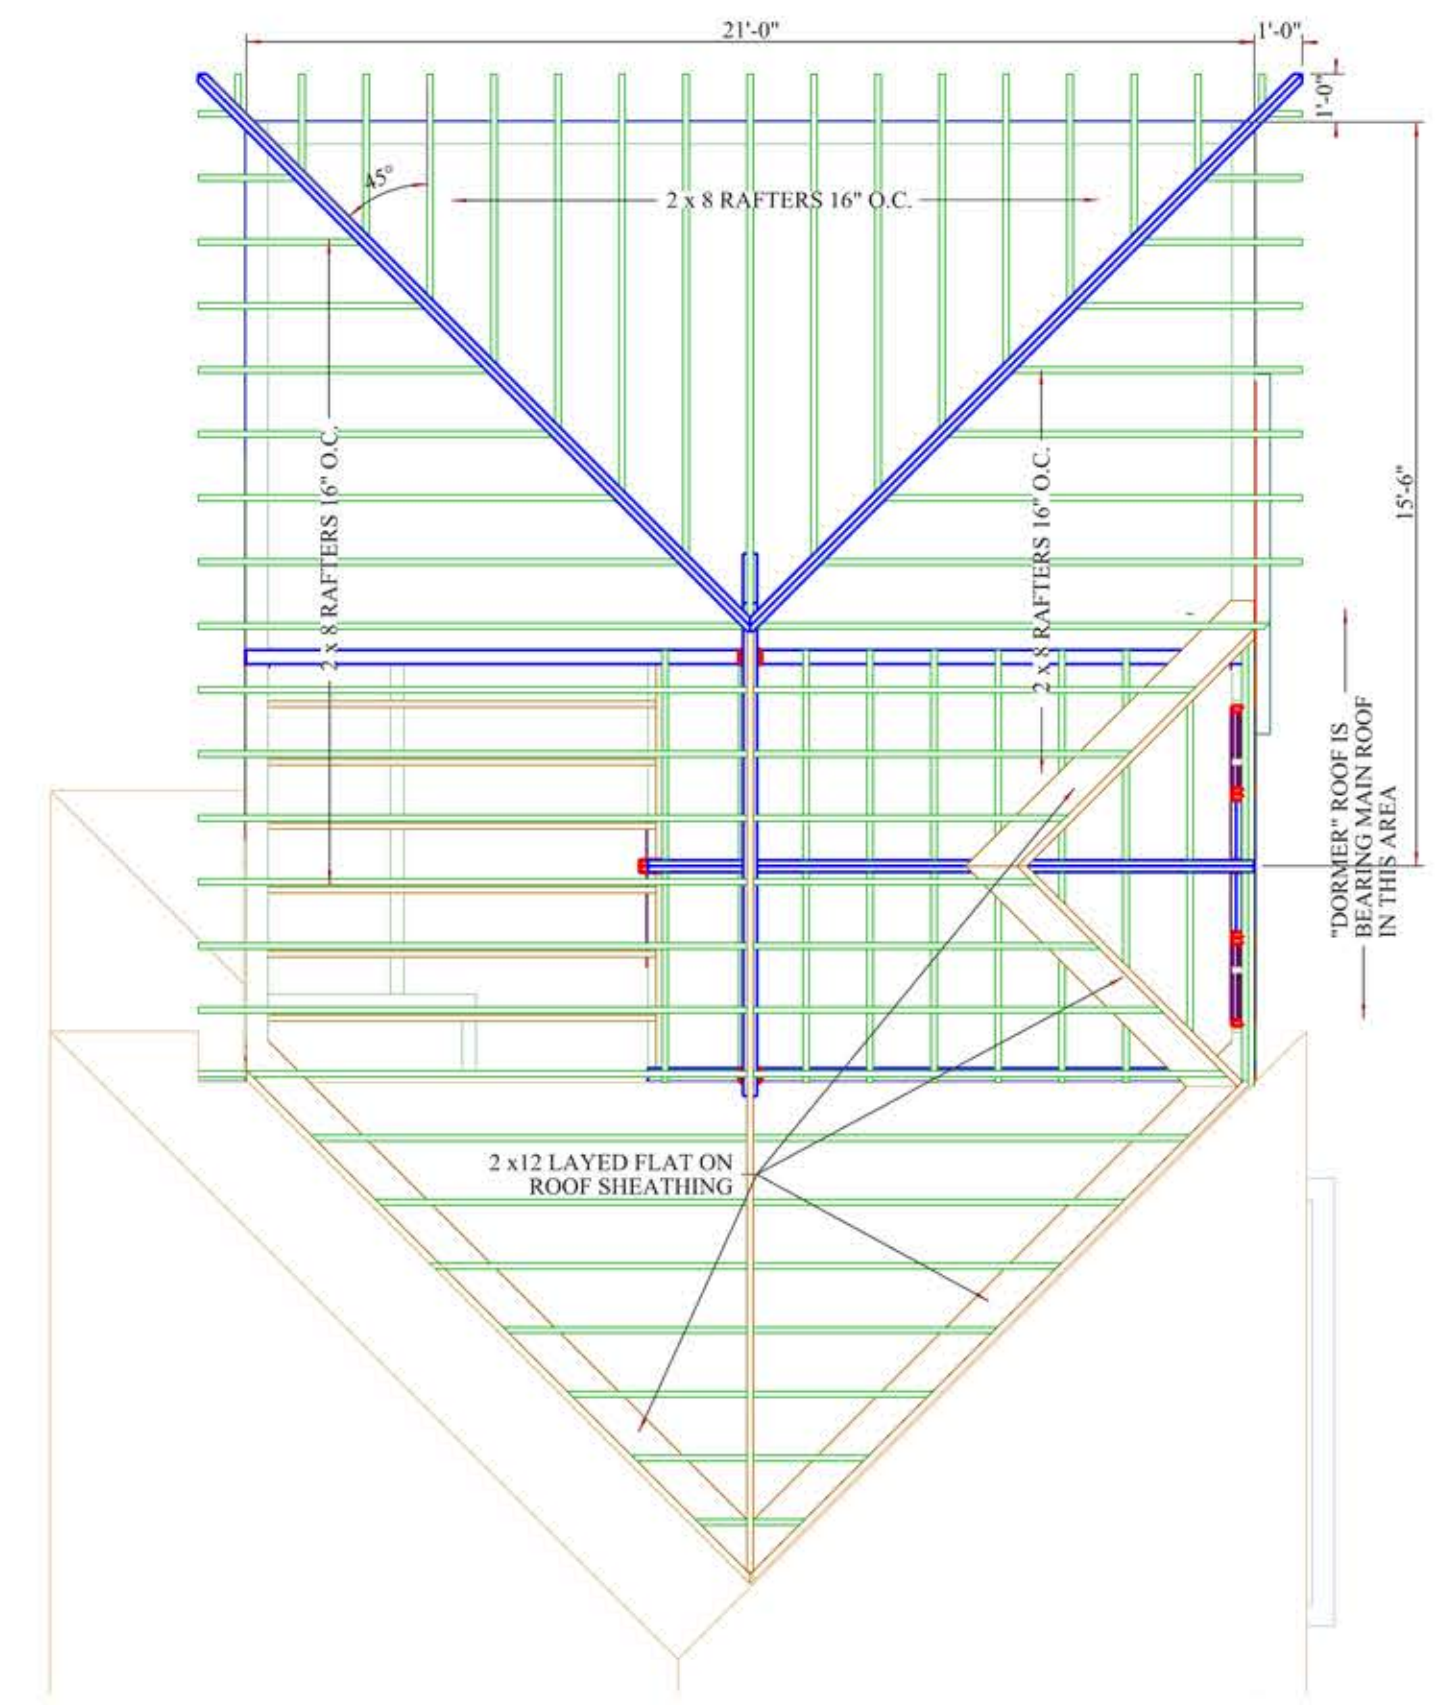 21'-0"
1'-0"
1'-0"
45°
2 x 8 RAFTERS 16" O.C.
2 x 8 RAFTERS 16" O.C.
2 x 8 RAFTERS 16" O.C.
15'-6"
"DORMER" ROOF IS
BEARING MAIN ROOF
IN THIS AREA
2 x12 LAYED FLAT ON
ROOF SHEATHING